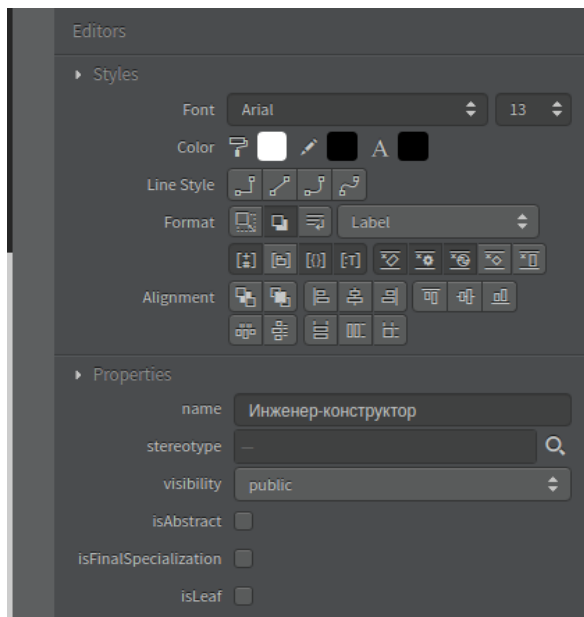 Editors
Styles
Font Arial 13
Color A
Line Style
Format Label
Alignment
Properties
name Инженер-конструктор
stereotype —
visibility public
isAbstract
isFinalSpecialization
isLeaf